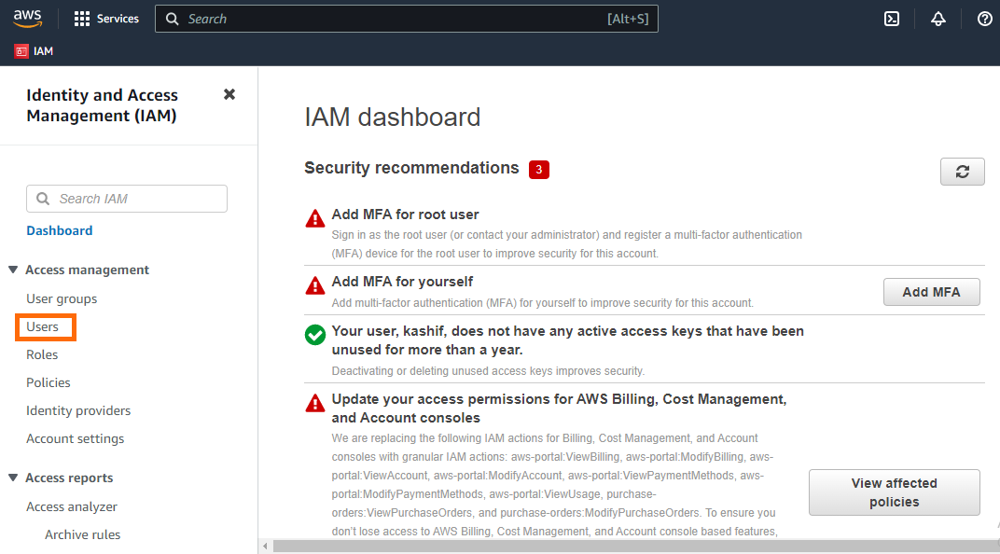 aws
Services
Search
[Alt+S]
IAM
Identity and Access
Management (IAM)
Search IAM
Dashboard
Access management
User groups
Users
Roles
Policies
Identity providers
Account settings
Access reports
Access analyzer
Archive rules
IAM dashboard
Security recommendations 3
Add MFA for root user
Sign in as the root user (or contact your administrator) and register a multi-factor authentication
(MFA) device for the root user to improve security for this account.
Add MFA for yourself
Add multi-factor authentication (MFA) for yourself to improve security for this account.
Add MFA
Your user, kashif, does not have any active access keys that have been
unused for more than a year.
Deactivating or deleting unused access keys improves security.
Update your access permissions for AWS Billing, Cost Management,
and Account consoles
We are replacing the following IAM actions for Billing, Cost Management, and Account
consoles with granular IAM actions: aws-portal:ViewBilling, aws-portal:ModifyBilling, aws-
portal:ViewAccount, aws-portal:ModifyAccount, aws-portal:ViewPaymentMethods, aws-
portal:ModifyPaymentMethods, aws-portal:ViewUsage, purchase-
orders:ViewPurchaseOrders, and purchase-orders:ModifyPurchaseOrders. To ensure you
don't lose access to AWS Billing, Cost Management, and Account console based features,
View affected
policies